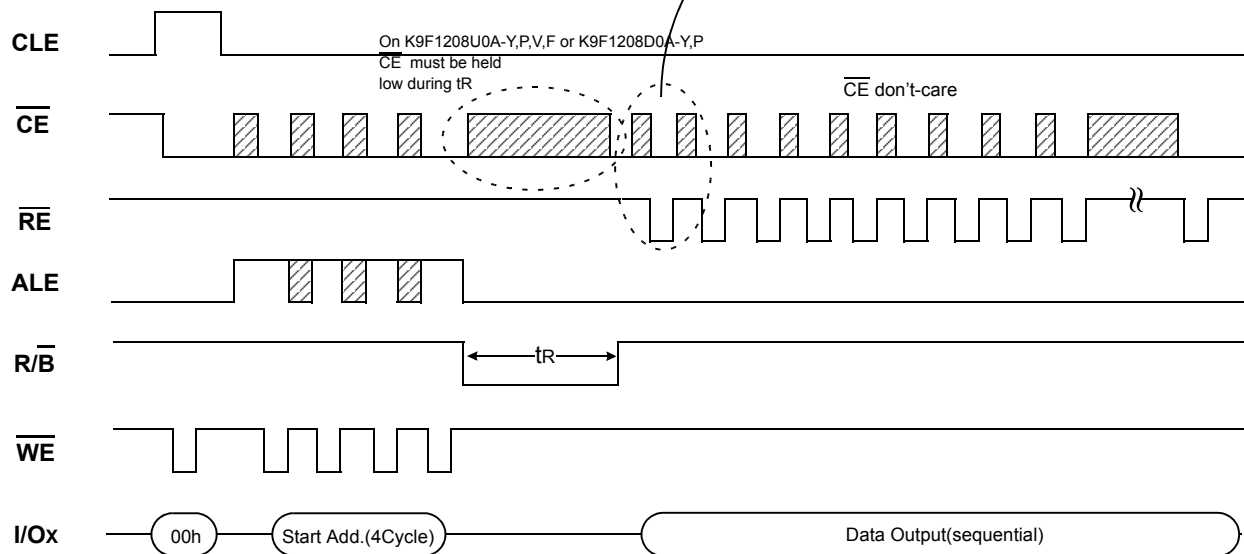 CLE
On K9F1208U0A-Y,P,V,F or K9F1208D0A-Y,P
CE must be held
low during tR
CE don't-care
CE
RE
ALE
R/B
tR
WE
I/Ox
00h
Start Add.(4Cycle)
Data Output(sequential)